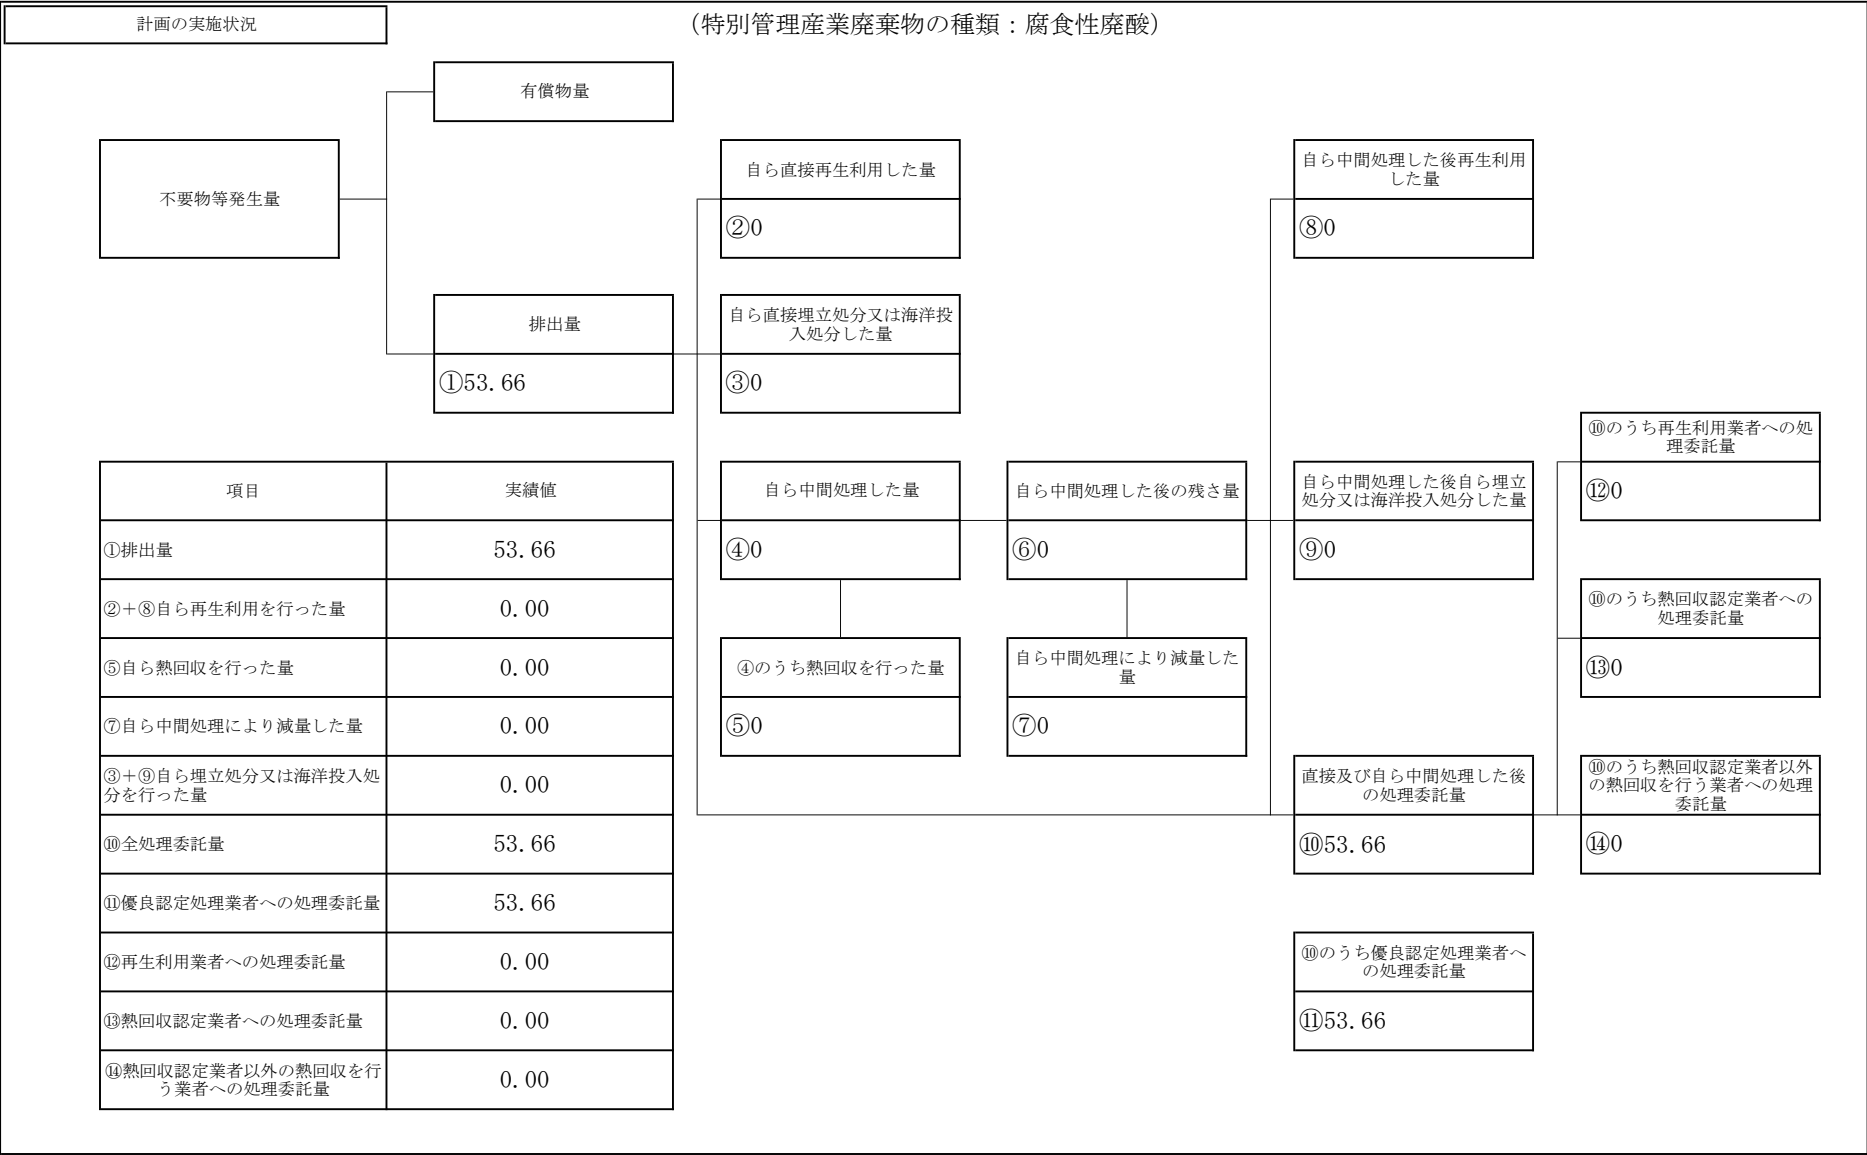 計画の実施状況
（特別管理産業廃棄物の種類：腐食性廃酸）
有償物量
不要物等発生量
自ら直接再生利用した量
②0
自ら中間処理した後再生利用
した量
⑧0
排出量
①53.66
自ら直接埋立処分又は海洋投
入処分した量
③0
⑩のうち再生利用業者への処
理委託量
⑫0
自ら中間処理した量
④0
自ら中間処理した後の残さ量
⑥0
自ら中間処理した後自ら埋立
処分又は海洋投入処分した量
⑨0
⑩のうち熱回収認定業者への
処理委託量
⑬0
④のうち熱回収を行った量
⑤0
自ら中間処理により減量した
量
⑦0
直接及び自ら中間処理した後
の処理委託量
⑩53.66
⑩のうち熱回収認定業者以外
の熱回収を行う業者への処理
委託量
⑭0
⑩のうち優良認定処理業者へ
の処理委託量
⑪53.66
項目 実績値
①排出量 53.66
②＋⑧自ら再生利用を行った量 0.00
⑤自ら熱回収を行った量 0.00
⑦自ら中間処理により減量した量 0.00
③＋⑨自ら埋立処分又は海洋投入処
分を行った量 0.00
⑩全処理委託量 53.66
⑪優良認定処理業者への処理委託量 53.66
⑫再生利用業者への処理委託量 0.00
⑬熱回収認定業者への処理委託量 0.00
⑭熱回収認定業者以外の熱回収を行
う業者への処理委託量 0.00